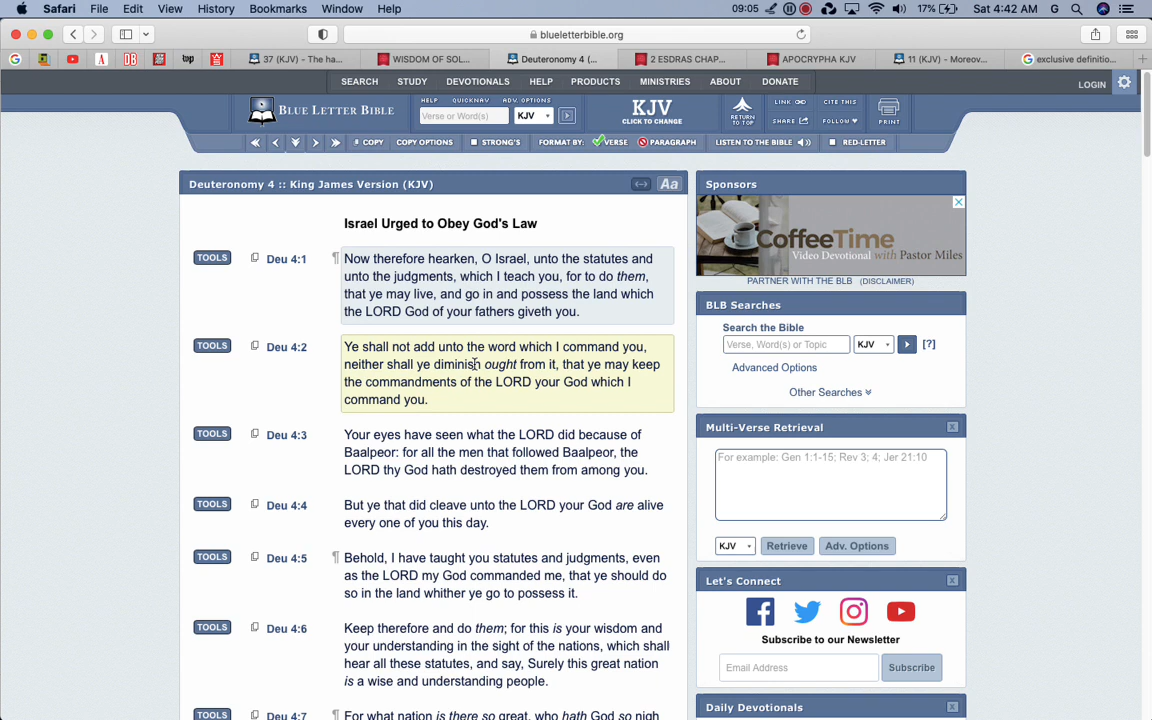 Safari File Edit View History Bookmarks Window Help 09:05 17% Sat 4:42 AM G
blueletterbible.org
37 (KJV) - The ha... WISDOM OF SOL... Deuteronomy 4 (... 2 ESDRAS CHAP... APOCRYPHA KJV 11 (KJV) - Moreov... exclusive definitio...
SEARCH STUDY DEVOTIONALS HELP PRODUCTS MINISTRIES ABOUT DONATE LOGIN
BLUE LETTER BIBLE
HELP QUICKNAV ADV. OPTIONS
Verse or Word(s) KJV
KJV
CLICK TO CHANGE
RETURN
TO TOP
LINK CITE THIS
SHARE FOLLOW
PRINT
COPY COPY OPTIONS STRONG'S FORMAT BY: VERSE PARAGRAPH LISTEN TO THE BIBLE RED-LETTER
Deuteronomy 4 :: King James Version (KJV) Aa
Israel Urged to Obey God's Law
TOOLS Deu 4:1 ¶ Now therefore hearken, O Israel, unto the statutes and
unto the judgments, which I teach you, for to do them,
that ye may live, and go in and possess the land which
the LORD God of your fathers giveth you.
TOOLS Deu 4:2 Ye shall not add unto the word which I command you,
neither shall ye diminish ought from it, that ye may keep
the commandments of the LORD your God which I
command you.
TOOLS Deu 4:3 Your eyes have seen what the LORD did because of
Baalpeor: for all the men that followed Baalpeor, the
LORD thy God hath destroyed them from among you.
TOOLS Deu 4:4 But ye that did cleave unto the LORD your God are alive
every one of you this day.
TOOLS Deu 4:5 ¶ Behold, I have taught you statutes and judgments, even
as the LORD my God commanded me, that ye should do
so in the land whither ye go to possess it.
TOOLS Deu 4:6 Keep therefore and do them; for this is your wisdom and
your understanding in the sight of the nations, which shall
hear all these statutes, and say, Surely this great nation
is a wise and understanding people.
TOOLS Deu 4:7 For what nation is there so great, who hath God so nigh
Sponsors
CoffeeTime
Video Devotional with Pastor Miles
PARTNER WITH THE BLB (DISCLAIMER)
BLB Searches
Search the Bible
Verse, Word(s) or Topic KJV [?]
Advanced Options
Other Searches
Multi-Verse Retrieval
For example: Gen 1:1-15; Rev 3; 4; Jer 21:10
KJV Retrieve Adv. Options
Let's Connect
Subscribe to our Newsletter
Email Address Subscribe
Daily Devotionals